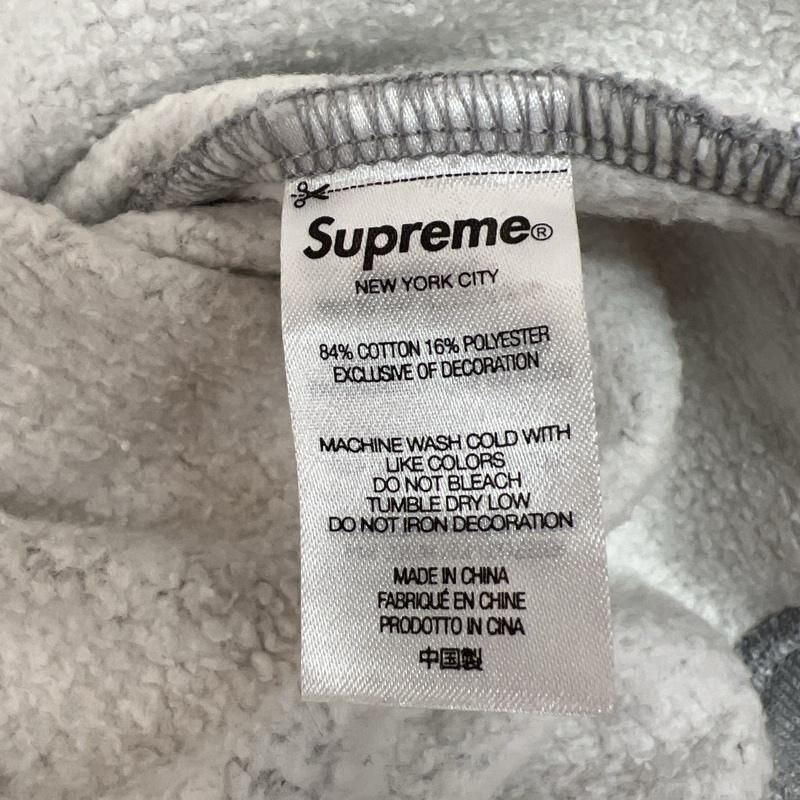 Supreme®
NEW YORK CITY
84% COTTON 16% POLYESTER
EXCLUSIVE OF DECORATION
MACHINE WASH COLD WITH
LIKE COLORS
DO NOT BLEACH
TUMBLE DRY LOW
DO NOT IRON DECORATION
MADE IN CHINA
FABRIQUÉ EN CHINE
PRODOTTO IN CINA
中国製